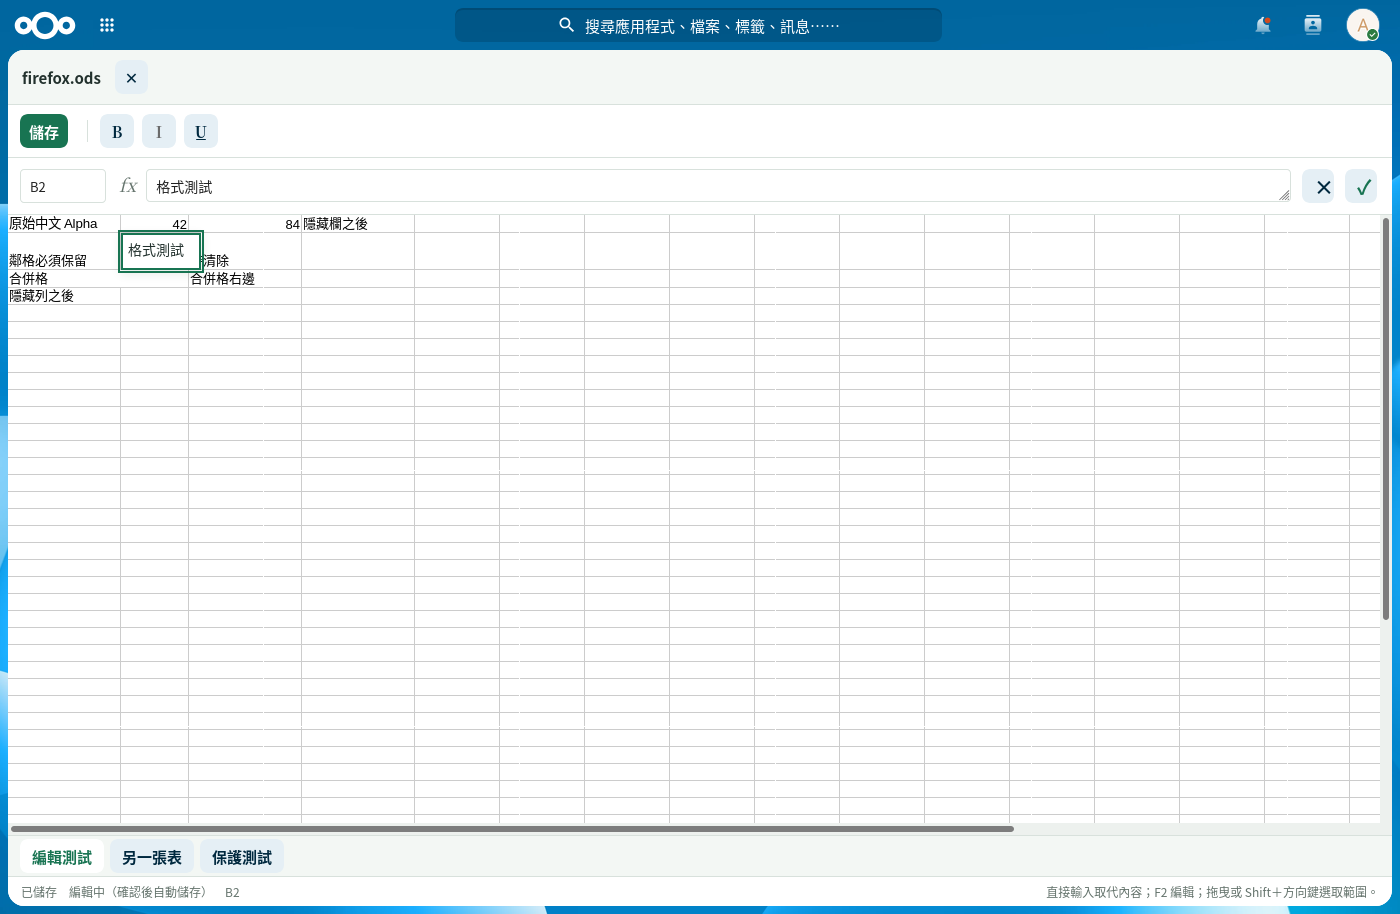 搜尋應用程式、檔案、標籤、訊息……
A
firefox.ods
儲存 B I U
B2 fx 格式測試
原始中文 Alpha 42 84 隱藏欄之後
格式測試
鄰格必須保留 清除
合併格 合併格右邊
隱藏列之後
編輯測試 另一張表 保護測試
已儲存 編輯中（確認後自動儲存） B2 直接輸入取代內容；F2 編輯；拖曳或 Shift＋方向鍵選取範圍。